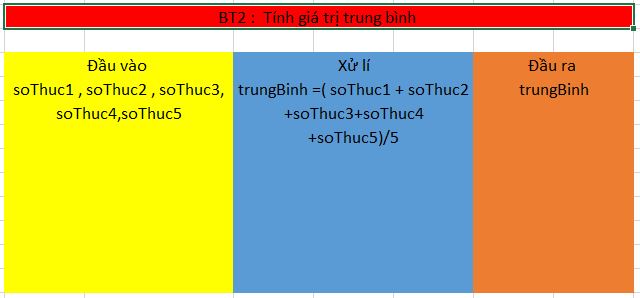 BT2 : Tính giá trị trung bình
Đầu vào
soThuc1 , soThuc2 , soThuc3,
soThuc4,soThuc5
Xử lí
trungBinh =( soThuc1 + soThuc2
+soThuc3+soThuc4
+soThuc5)/5
Đầu ra
trungBinh